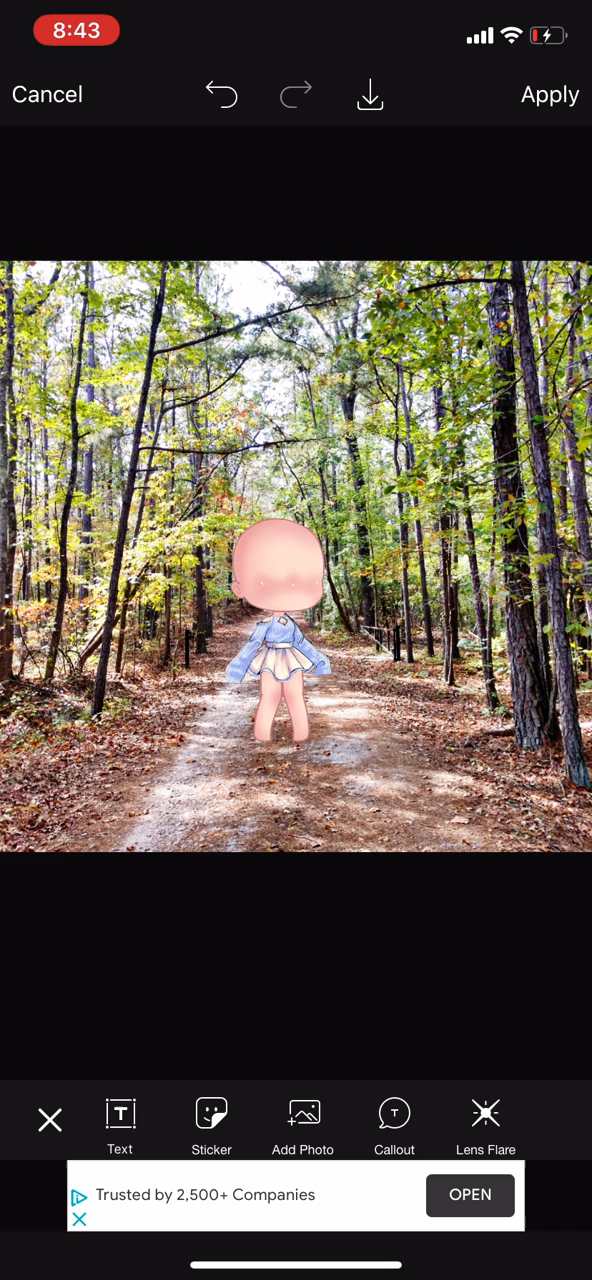 8:43
Cancel
Apply
Text
Sticker
Add Photo
T
Callout
Lens Flare
Trusted by 2,500+ Companies
OPEN